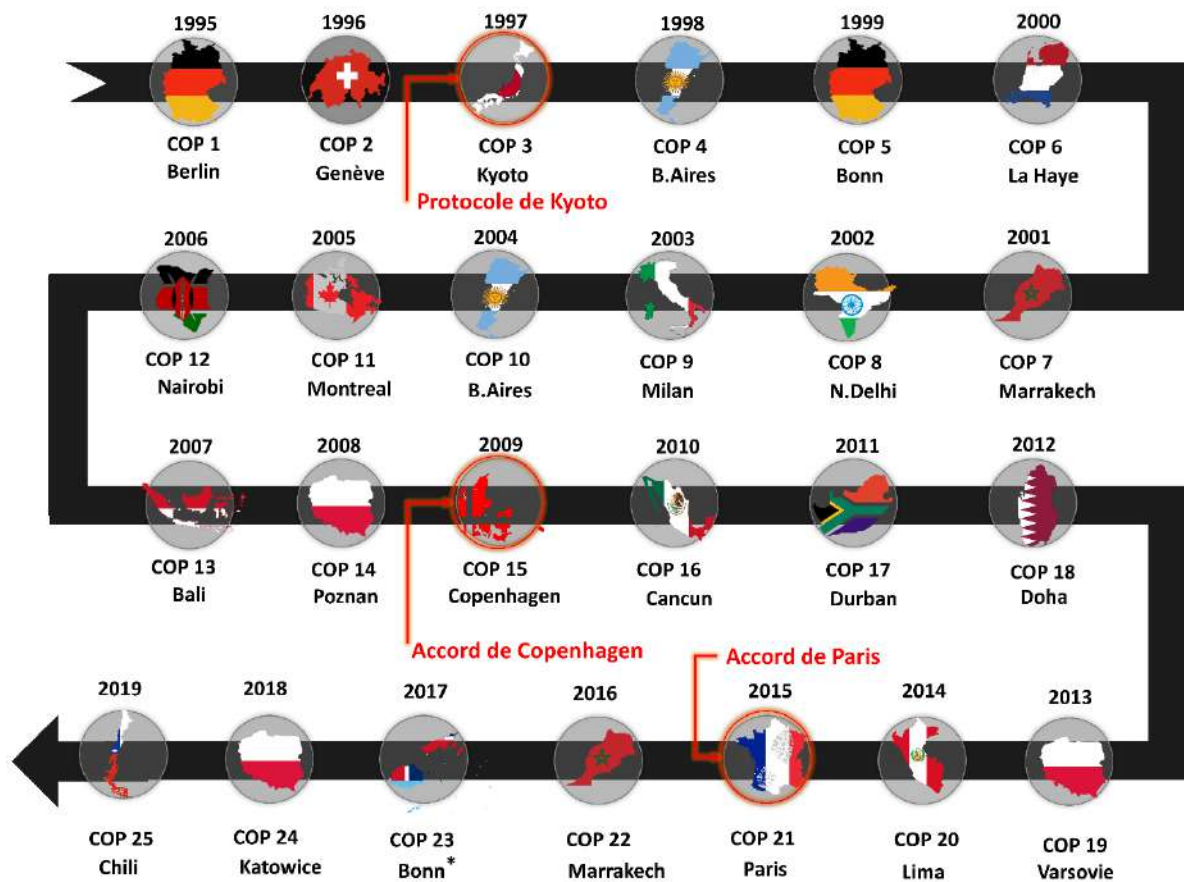 1995 1996 1997 1998 1999 2000
COP 1 COP 2 COP 3 COP 4 COP 5 COP 6
Berlin Genève Kyoto B.Aires Bonn La Haye
Protocole de Kyoto
2006 2005 2004 2003 2002 2001
COP 12 COP 11 COP 10 COP 9 COP 8 COP 7
Nairobi Montreal B.Aires Milan N.Delhi Marrakech
2007 2008 2009 2010 2011 2012
COP 13 COP 14 COP 15 COP 16 COP 17 COP 18
Bali Poznan Copenhagen Cancun Durban Doha
Accord de Copenhagen Accord de Paris
2019 2018 2017 2016 2015 2014 2013
COP 25 COP 24 COP 23 COP 22 COP 21 COP 20 COP 19
Chili Katowice Bonn* Marrakech Paris Lima Varsovie